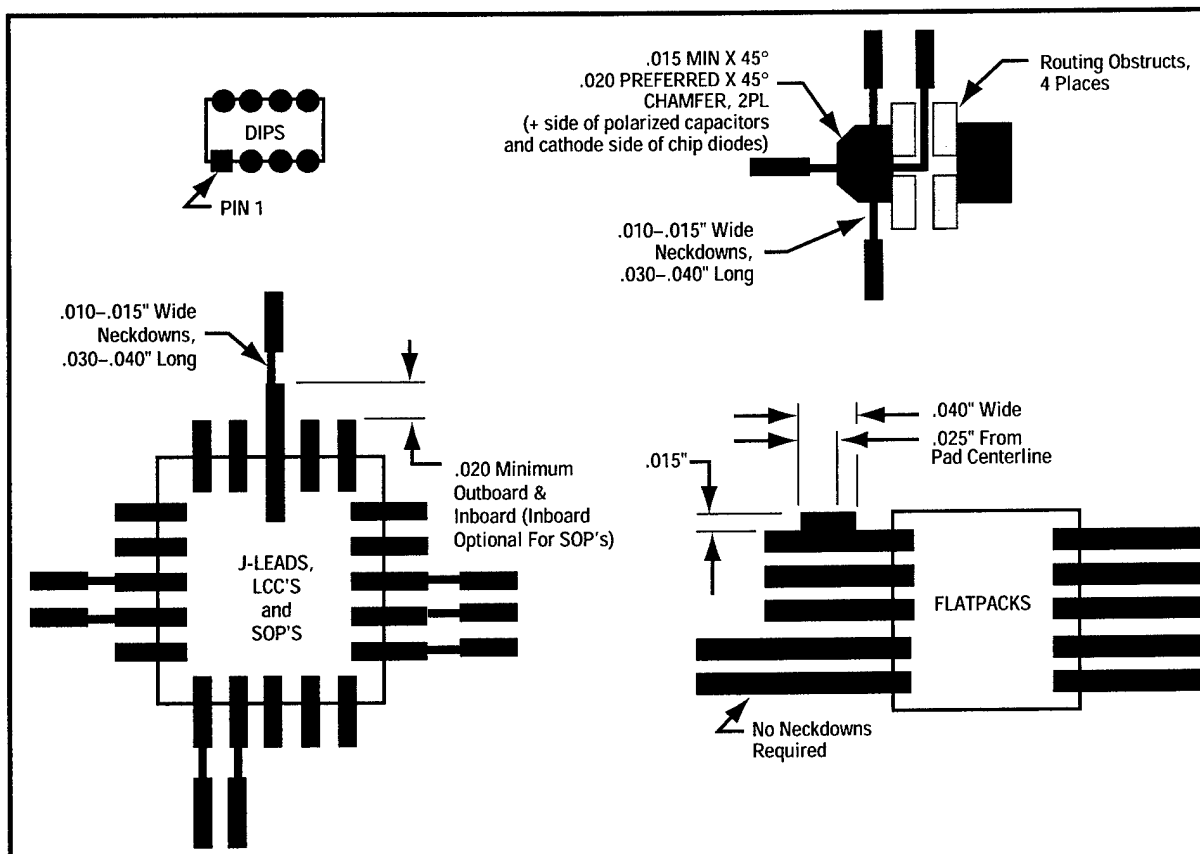 DIPS
PIN 1
.015 MIN X 45°
.020 PREFERRED X 45°
CHAMFER, 2PL
(+ side of polarized capacitors
and cathode side of chip diodes)
Routing Obstructs,
4 Places
.010–.015" Wide
Neckdowns,
.030–.040" Long
.010–.015" Wide
Neckdowns,
.030–.040" Long
.020 Minimum
Outboard &
Inboard (Inboard
Optional For SOP's)
J-LEADS,
LCC'S
and
SOP'S
.040" Wide
.025" From
Pad Centerline
.015"
FLATPACKS
No Neckdowns
Required